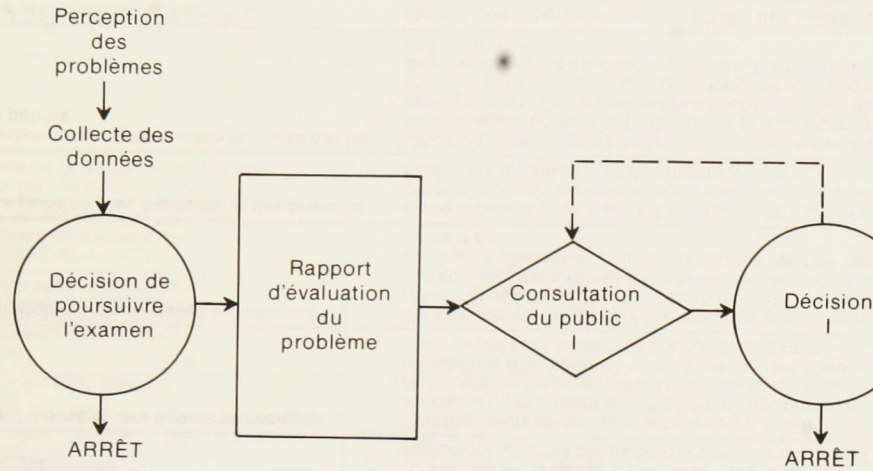 Perception
des
problèmes
Collecte des
données
Décision de
poursuivre
l'examen
ARRÊT
Rapport
d'évaluation
du
problème
Consultation
du public
I
Décision
I
ARRÊT